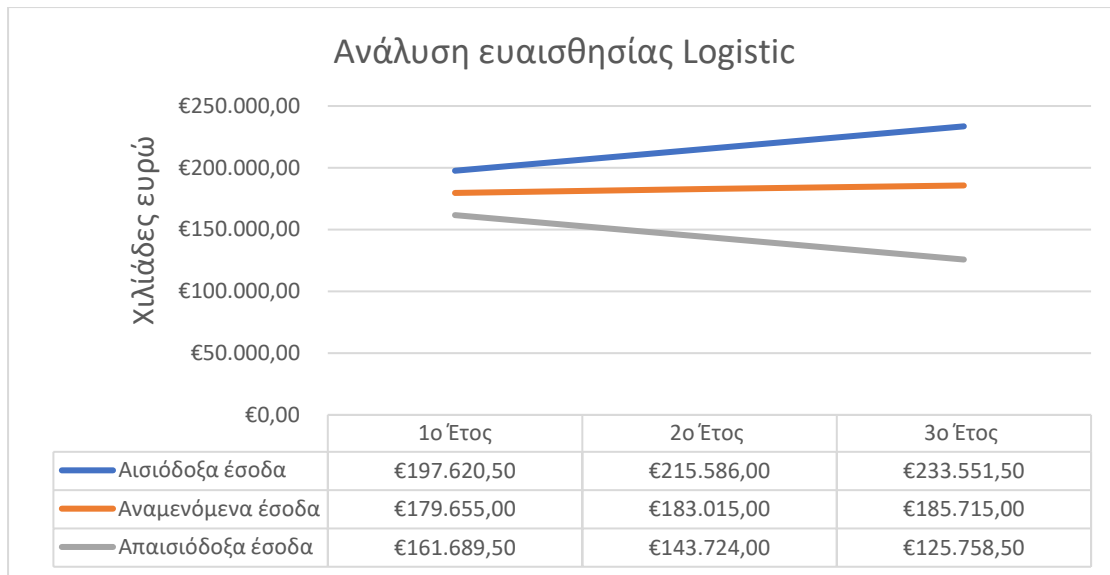 Ανάλυση ευαισθησίας Logistic
Χιλίάδες ευρώ
€250.000,00
€200.000,00
€150.000,00
€100.000,00
€50.000,00
€0,00
1ο Έτος 2ο Έτος 3ο Έτος
Αισιόδοξα έσοδα €197.620,50 €215.586,00 €233.551,50
Αναμενόμενα έσοδα €179.655,00 €183.015,00 €185.715,00
Απαισιόδοξα έσοδα €161.689,50 €143.724,00 €125.758,50